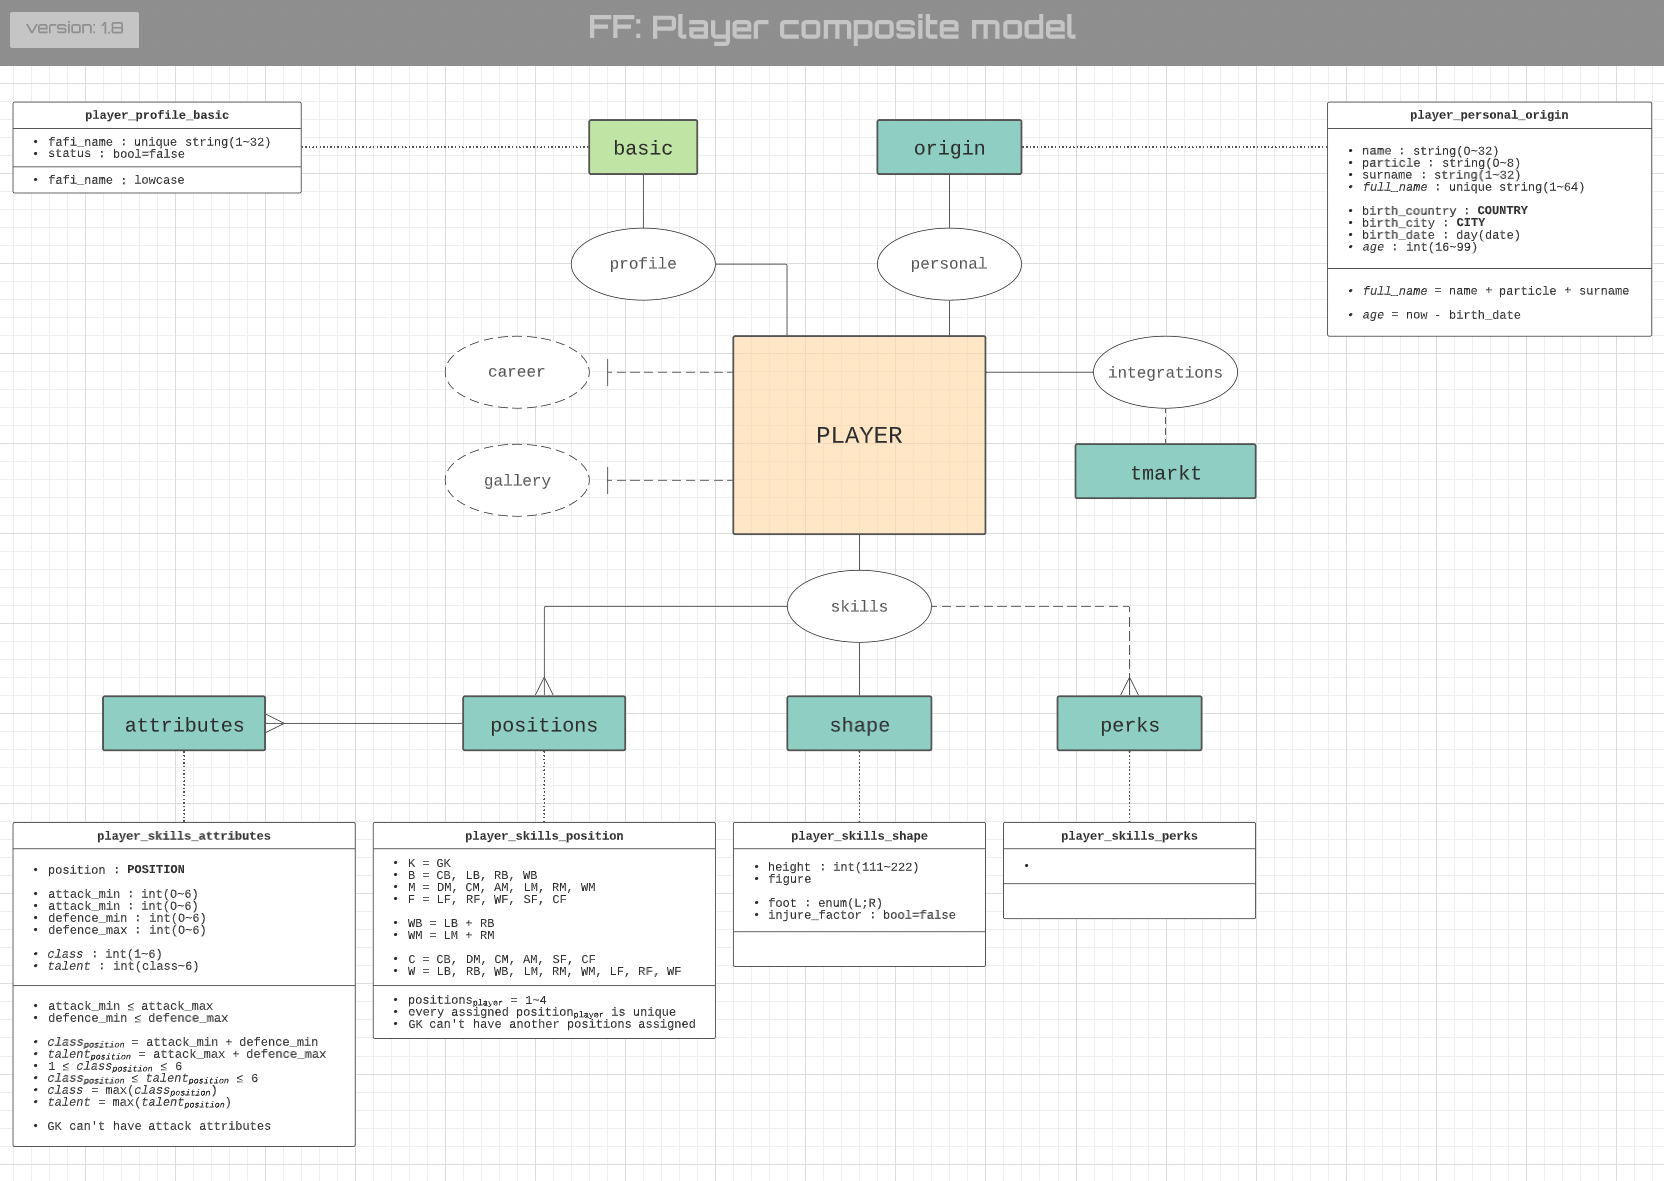 version: 1.8
FF: Player composite model
player_profile_basic
• fafi_name : unique string(1~32)
• status : bool=false
• fafi_name : lowcase
basic
origin
player_personal_origin
• name : string(0~32)
• particle : string(0~8)
• surname : string(1~32)
• full_name : unique string(1~64)
• birth_country : COUNTRY
• birth_city : CITY
• birth_date : day(date)
• age : int(16~99)
• full_name = name + particle + surname
• age = now - birth_date
profile
personal
career
integrations
PLAYER
gallery
tmarkt
skills
attributes
positions
shape
perks
player_skills_attributes
• position : POSITION
• attack_min : int(0~6)
• attack_min : int(0~6)
• defence_min : int(0~6)
• defence_max : int(0~6)
• class : int(1~6)
• talent : int(class~6)
• attack_min ≤ attack_max
• defence_min ≤ defence_max
• class position = attack_min + defence_min
• talent position = attack_max + defence_max
• 1 ≤ class position ≤ 6
• class position ≤ talent position ≤ 6
• class = max(class position)
• talent = max(talent position)
• GK can't have attack attributes
player_skills_position
• K = GK
• B = CB, LB, RB, WB
• M = DM, CM, AM, LM, RM, WM
• F = LF, RF, WF, SF, CF
• WB = LB + RB
• WM = LM + RM
• C = CB, DM, CM, AM, SF, CF
• W = LB, RB, WB, LM, RM, WM, LF, RF, WF
• positions player = 1~4
• every assigned position player is unique
• GK can't have another positions assigned
player_skills_shape
• height : int(111~222)
• figure
• foot : enum(L;R)
• injure_factor : bool=false
player_skills_perks
•